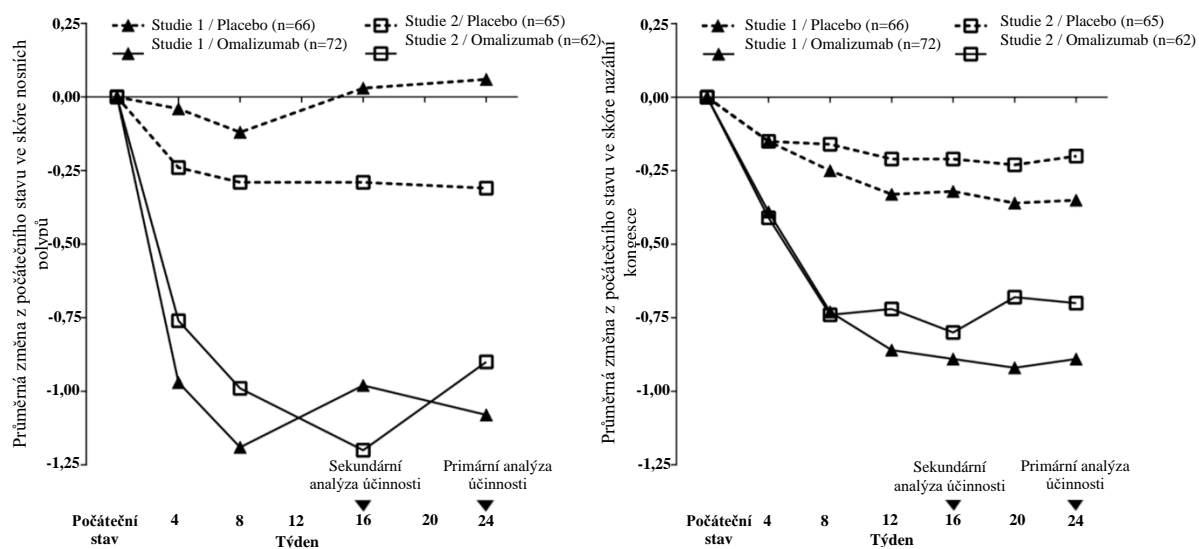 0,25
Studie 1 / Placebo (n=66)
Studie 2 / Placebo (n=65)
Studie 1 / Omalizumab (n=72)
Studie 2 / Omalizumab (n=62)
0,00
-0,25
-0,50
-0,75
-1,00
-1,25
Průměrná změna z počátečního stavu ve skóre nosních
polypů
Sekundární
analýza účinnosti
Primární analýza
účinnosti
Počáteční
stav
4
8
12
16
20
24
Týden
0,25
Studie 1 / Placebo (n=66)
Studie 2/ Placebo (n=65)
Studie 1 / Omalizumab (n=72)
Studie 2 / Omalizumab (n=62)
0,00
-0,25
-0,50
-0,75
-1,00
-1,25
Průměrná změna z počátečního stavu ve skóre nazální
kongesce
Sekundární
analýza účinnosti
Primární analýza
účinnosti
Počáteční
stav
4
8
12
16
20
24
Týden